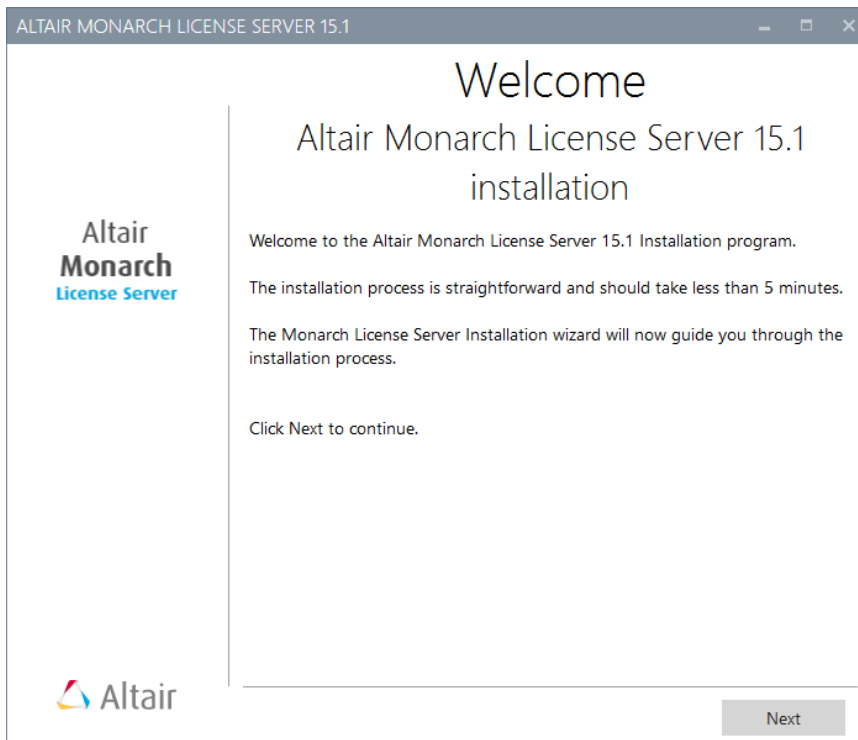 ALTAIR MONARCH LICENSE SERVER 15.1
Welcome
Altair Monarch License Server 15.1
installation
Altair
Monarch
License Server
Welcome to the Altair Monarch License Server 15.1 Installation program.
The installation process is straightforward and should take less than 5 minutes.
The Monarch License Server Installation wizard will now guide you through the
installation process.
Click Next to continue.
Altair
Next